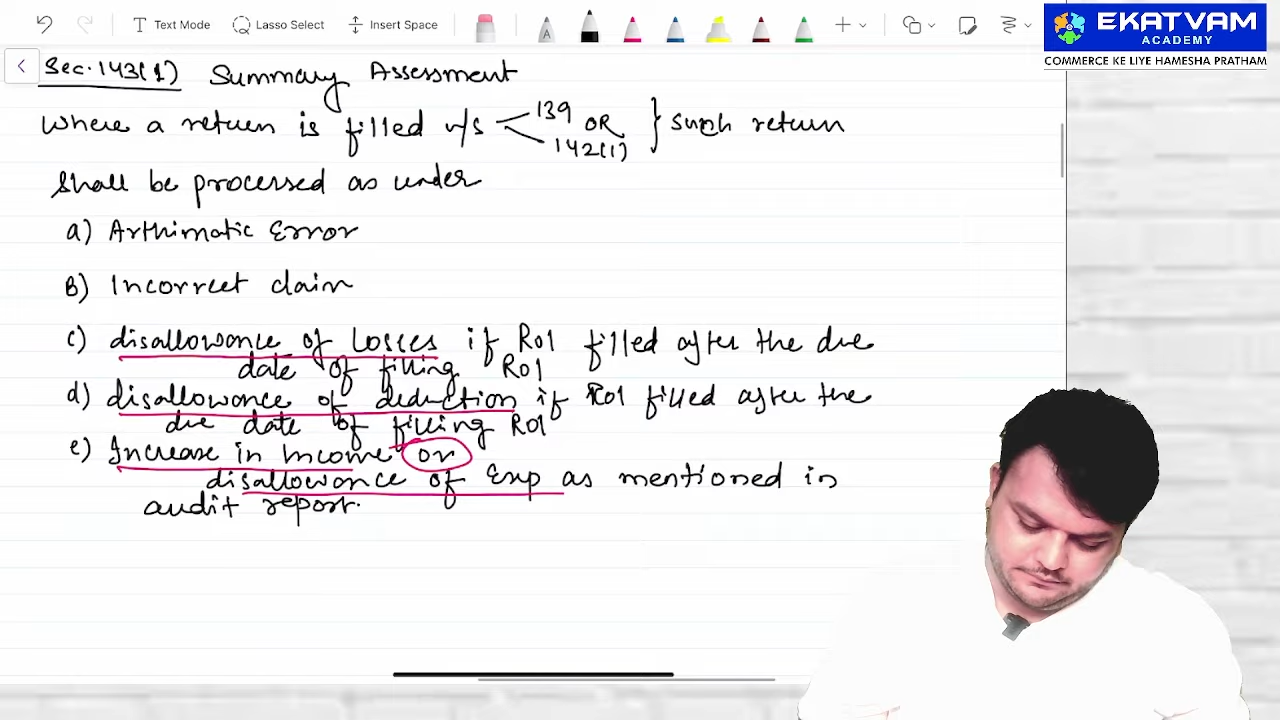 Text Mode Lasso Select Insert Space
EKATVAM
ACADEMY
COMMERCE KE LIYE HAMESHA PRATHAM
Sec.143(1) Summary Assessment
Where a return is filled u/s 139 OR 142(1) } such return
Shall be processed as under
a) Arthimatic Error
B) Incorrect claim
c) disallowance of Losses if ROI filled after the due
date of filling ROI
d) disallowance of deduction if ROI filled after the
due date of filling ROI
e) Increase in Income or
disallowance of Exp as mentioned in
audit report.